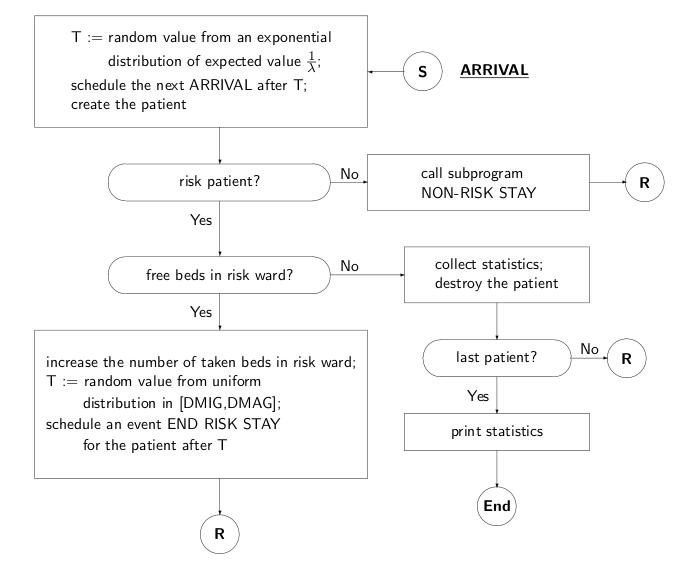 T := random value from an exponential
distribution of expected value 1/λ;
schedule the next ARRIVAL after T;
create the patient
S
ARRIVAL
risk patient?
No
call subprogram
NON-RISK STAY
R
Yes
free beds in risk ward?
No
collect statistics;
destroy the patient
Yes
increase the number of taken beds in risk ward;
T := random value from uniform
distribution in [DMIG,DMAG];
schedule an event END RISK STAY
for the patient after T
R
last patient?
No
R
Yes
print statistics
End